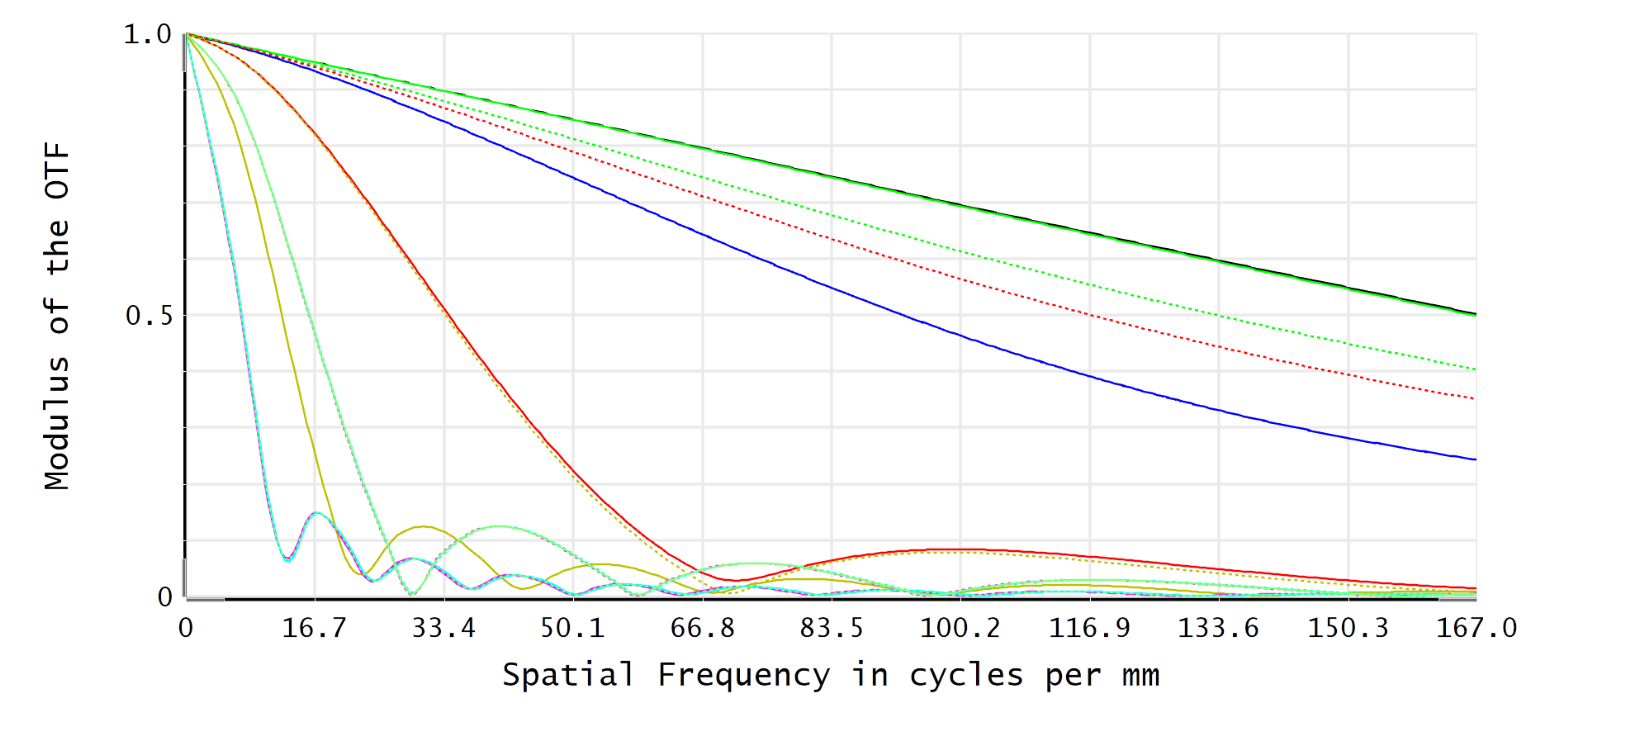 Modulus of the OTF
1.0
0.5
0
0 16.7 33.4 50.1 66.8 83.5 100.2 116.9 133.6 150.3 167.0
Spatial Frequency in cycles per mm